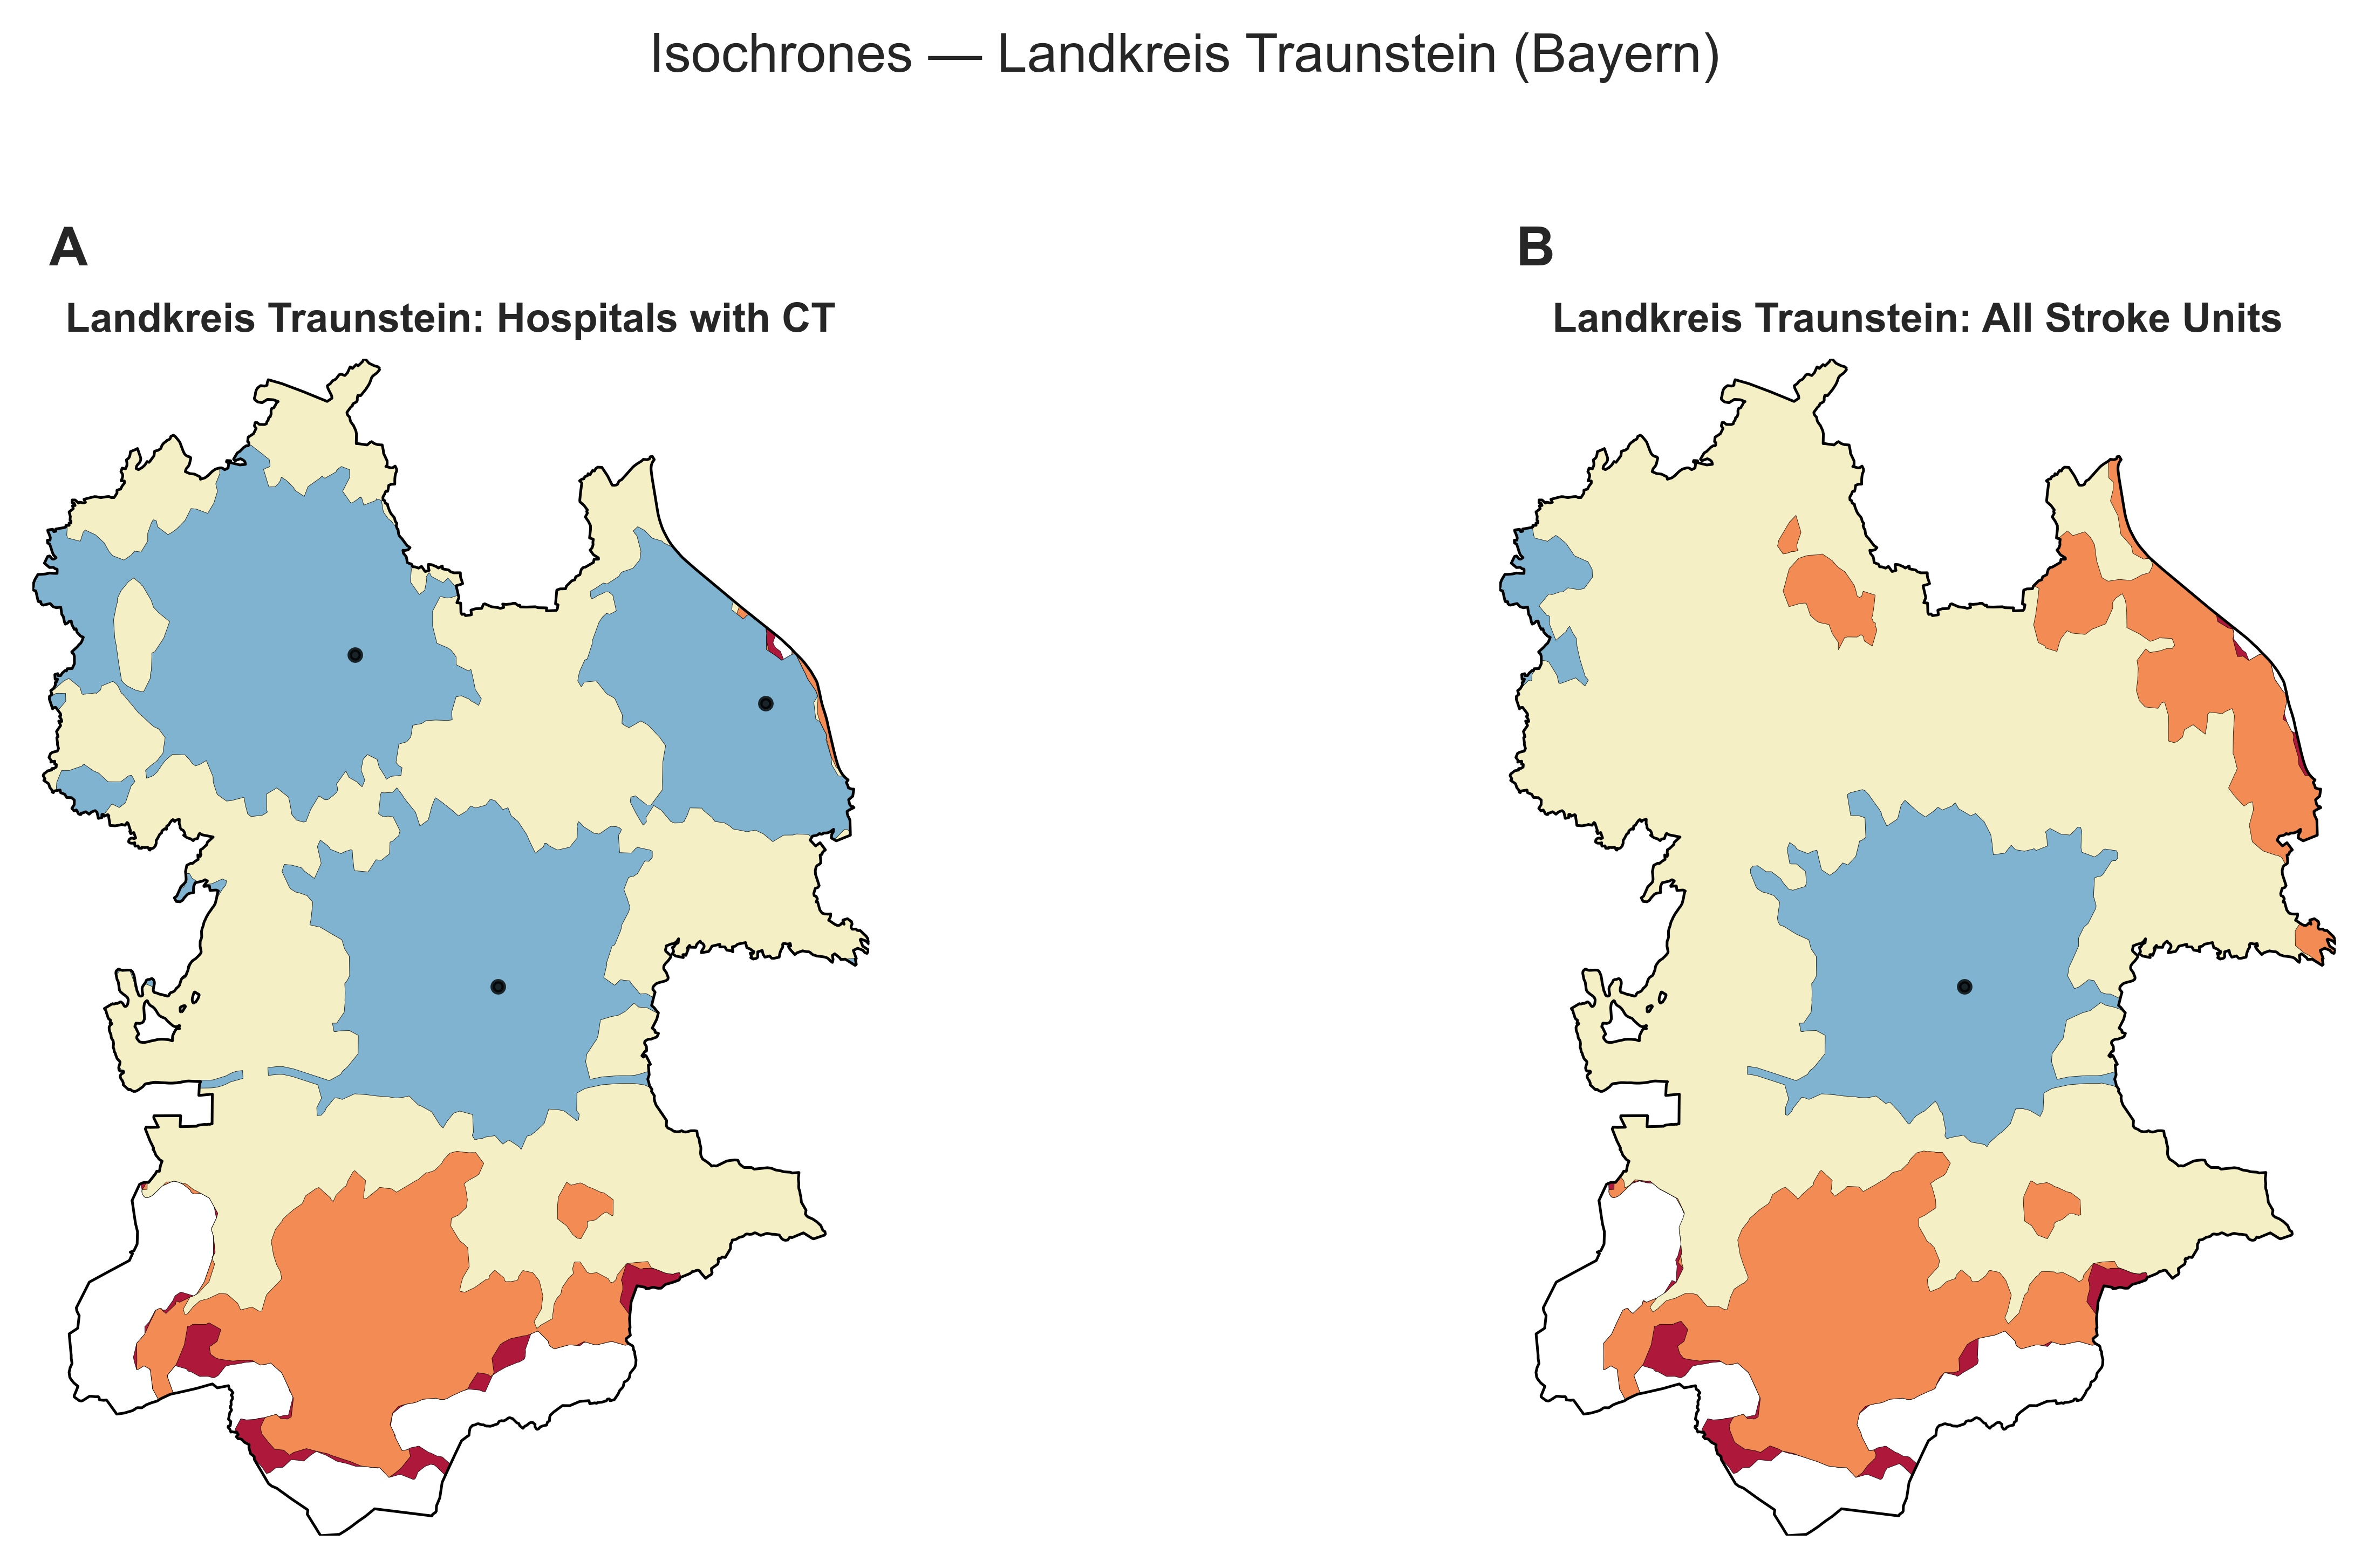 Isochrones — Landkreis Traunstein (Bayern)
A
Landkreis Traunstein: Hospitals with CT
B
Landkreis Traunstein: All Stroke Units